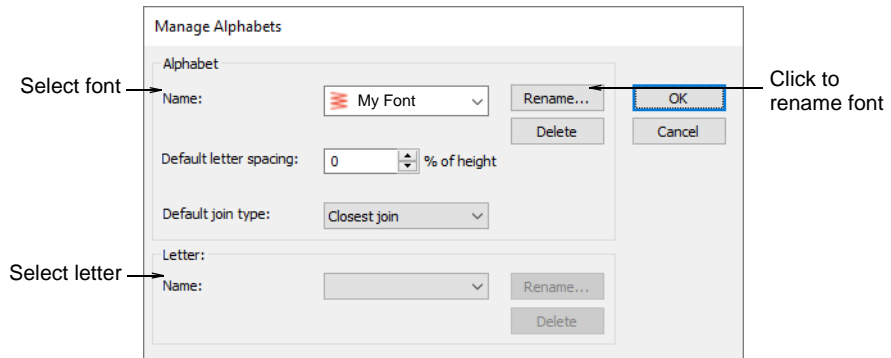 Manage Alphabets
Alphabet
Select font
Name:
My Font
Rename...
OK
Click to
rename font
Delete
Cancel
Default letter spacing:
0
% of height
Default join type:
Closest join
Letter:
Select letter
Name:
Rename...
Delete